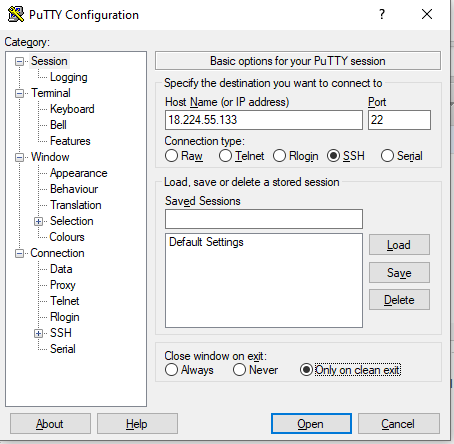 PuTTY Configuration
?
Category:
Session
Logging
Terminal
Keyboard
Bell
Features
Window
Appearance
Behaviour
Translation
Selection
Colours
Connection
Data
Proxy
Telnet
Rlogin
SSH
Serial
Basic options for your PuTTY session
Specify the destination you want to connect to
Host Name (or IP address) Port
18.224.55.133 22
Connection type:
Raw Telnet Rlogin SSH Serial
Load, save or delete a stored session
Saved Sessions
Default Settings
Load
Save
Delete
Close window on exit:
Always Never Only on clean exit
About Help Open Cancel